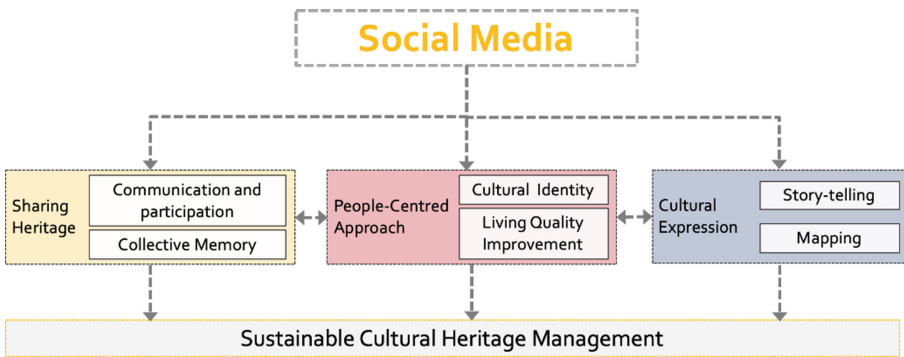 Social Media
Sharing
Heritage
Communication and
participation
Collective Memory
People-Centred
Approach
Cultural Identity
Living Quality
Improvement
Cultural
Expression
Story-telling
Mapping
Sustainable Cultural Heritage Management